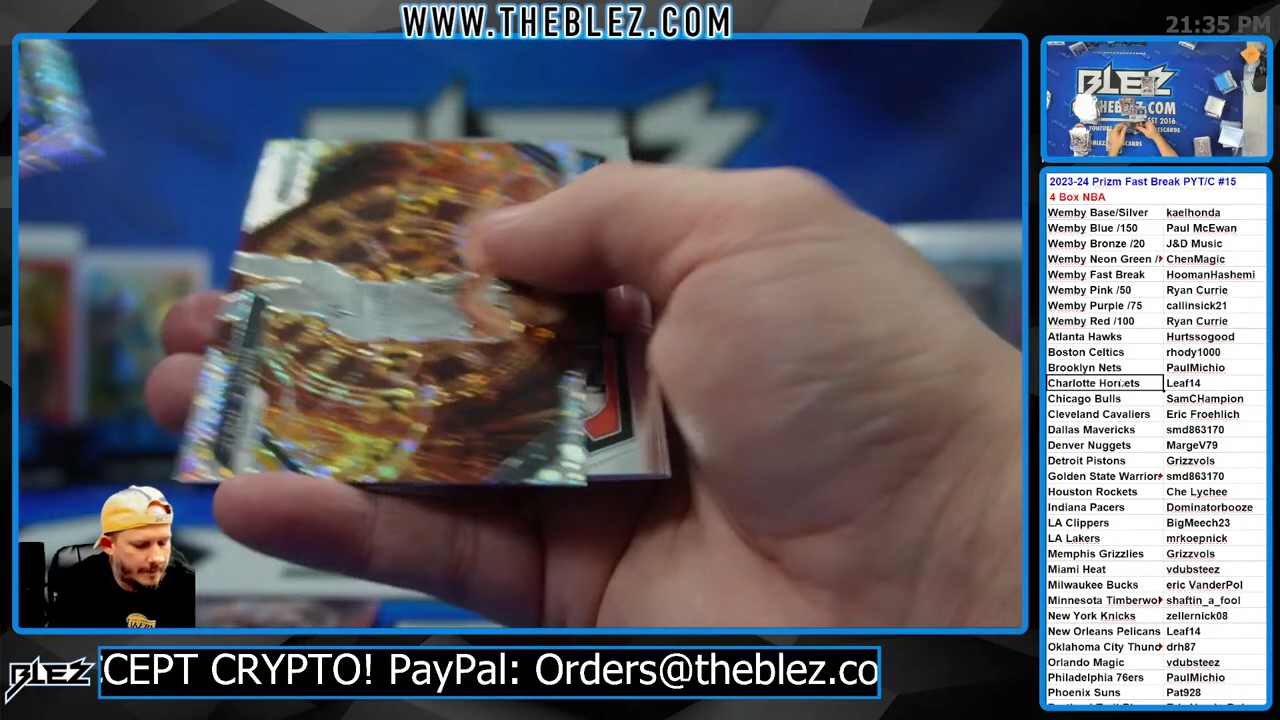 WWW.THEBLEZ.COM
21:35 PM
BLEZ
THEBLEZ.COM
EST 2016
2023-24 Prizm Fast Break PYT/C #15
4 Box NBA
Wemby Base/Silver kaelhonda
Wemby Blue /150 Paul McEwan
Wemby Bronze /20 J&D Music
Wemby Neon Green / ChenMagic
Wemby Fast Break HoomanHashemi
Wemby Pink /50 Ryan Currie
Wemby Purple /75 callinsick21
Wemby Red /100 Ryan Currie
Atlanta Hawks Hurtssogood
Boston Celtics rhody1000
Brooklyn Nets PaulMichio
Charlotte Hornets Leaf14
Chicago Bulls SamCHampion
Cleveland Cavaliers Eric Froehlich
Dallas Mavericks smd863170
Denver Nuggets MargeV79
Detroit Pistons Grizzvols
Golden State Warrior smd863170
Houston Rockets Che Lychee
Indiana Pacers Dominatorbooze
LA Clippers BigMeech23
LA Lakers mrkoepnick
Memphis Grizzlies Grizzvols
Miami Heat vdubsteez
Milwaukee Bucks eric VanderPol
Minnesota Timberwo shaftin_a_fool
New York Knicks zellernick08
New Orleans Pelicans Leaf14
Oklahoma City Thund drh87
Orlando Magic vdubsteez
Philadelphia 76ers PaulMichio
Phoenix Suns Pat928
BLEZ
CEPT CRYPTO! PayPal: Orders@theblez.co